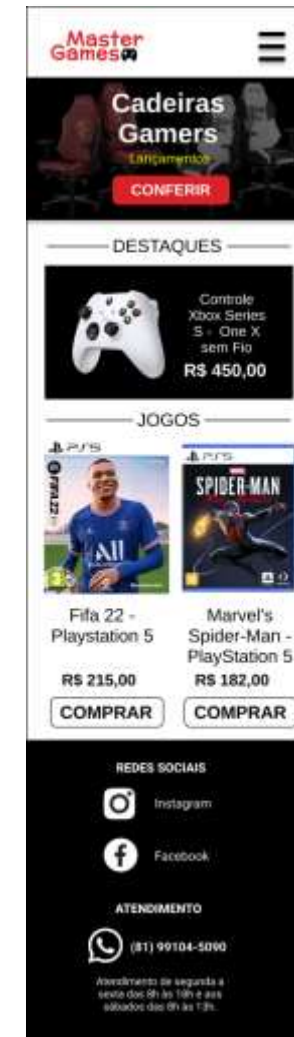 Master
Games
Cadeiras
Gamers
Lançamentos
CONFERIR
DESTAQUES
Controle
Xbox Series
S - One X
sem Fio
R$ 450,00
JOGOS
PS5
FIFA 22
PS5
MARVEL
SPIDER-MAN
Fifa 22 -
Playstation 5
Marvel's
Spider-Man -
PlayStation 5
R$ 215,00
R$ 182,00
COMPRAR
COMPRAR
REDES SOCIAIS
Instagram
Facebook
ATENDIMENTO
(81) 99104-5090
Atendimento de segunda a
sexta das 8h às 18h e aos
sábados das 8h às 13h.